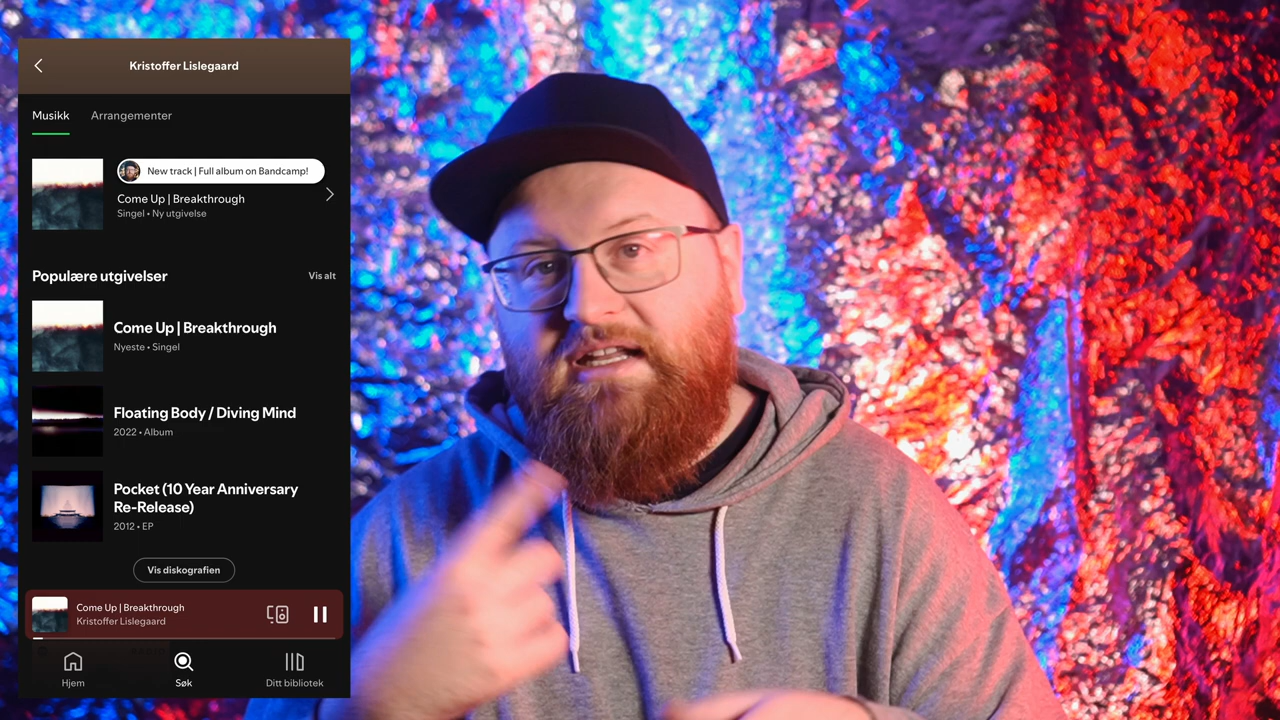 Kristoffer Lislegaard
Musikk
Arrangementer
New track | Full album on Bandcamp!
Come Up | Breakthrough
Singel • Ny utgivelse
Populære utgivelser
Vis alt
Come Up | Breakthrough
Nyeste • Singel
Floating Body / Diving Mind
2022 • Album
Pocket (10 Year Anniversary
Re-Release)
2012 • EP
Vis diskografien
Come Up | Breakthrough
Kristoffer Lislegaard
Hjem
Søk
Ditt bibliotek